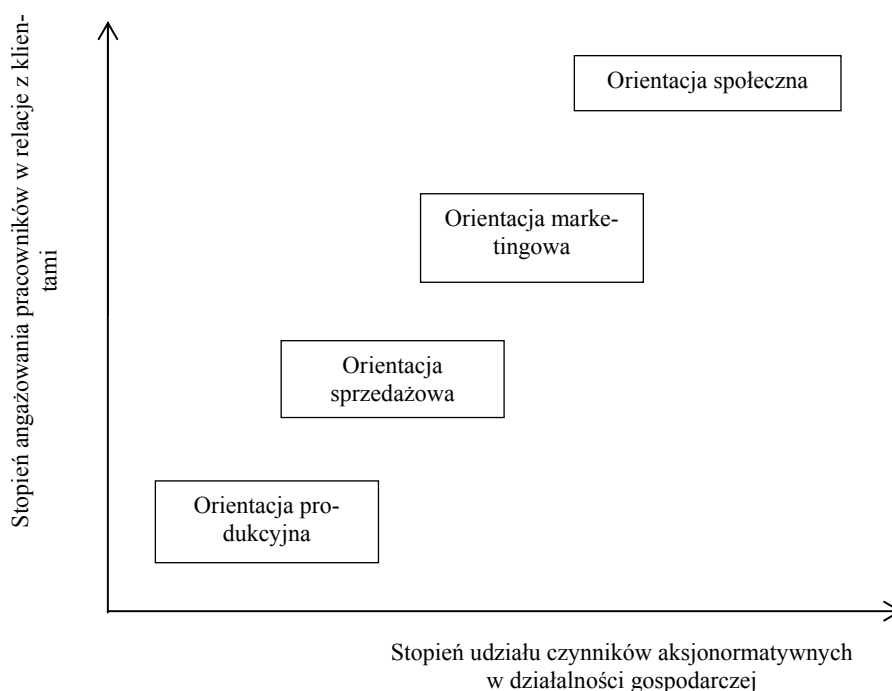 Stopień angażowania pracowników w relacje z klien-
tami
Orientacja społeczna
Orientacja marke-
tingowa
Orientacja
sprzedażowa
Orientacja pro-
dukcyjna
Stopień udziału czynników aksjonormatywnych
w działalności gospodarczej